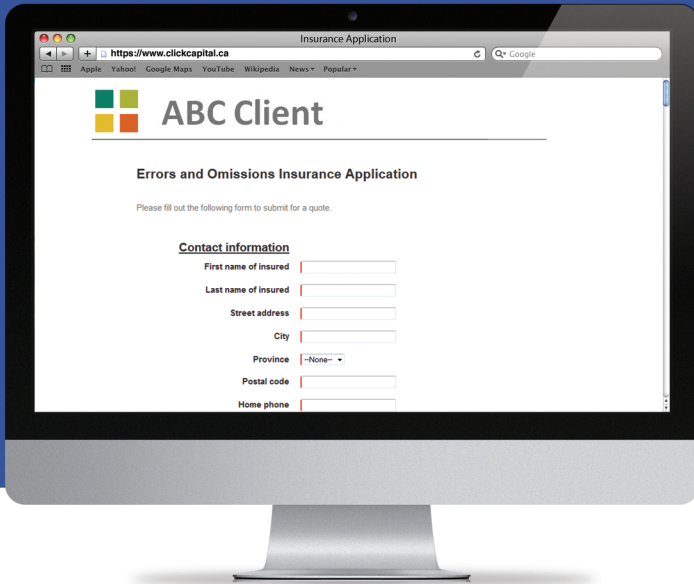 Insurance Application
https://www.clickcapital.ca
Google
Apple Yahoo! Google Maps YouTube Wikipedia News Popular
ABC Client
Errors and Omissions Insurance Application
Please fill out the following form to submit for a quote.
Contact information
First name of insured
Last name of insured
Street address
City
Province --None--
Postal code
Home phone